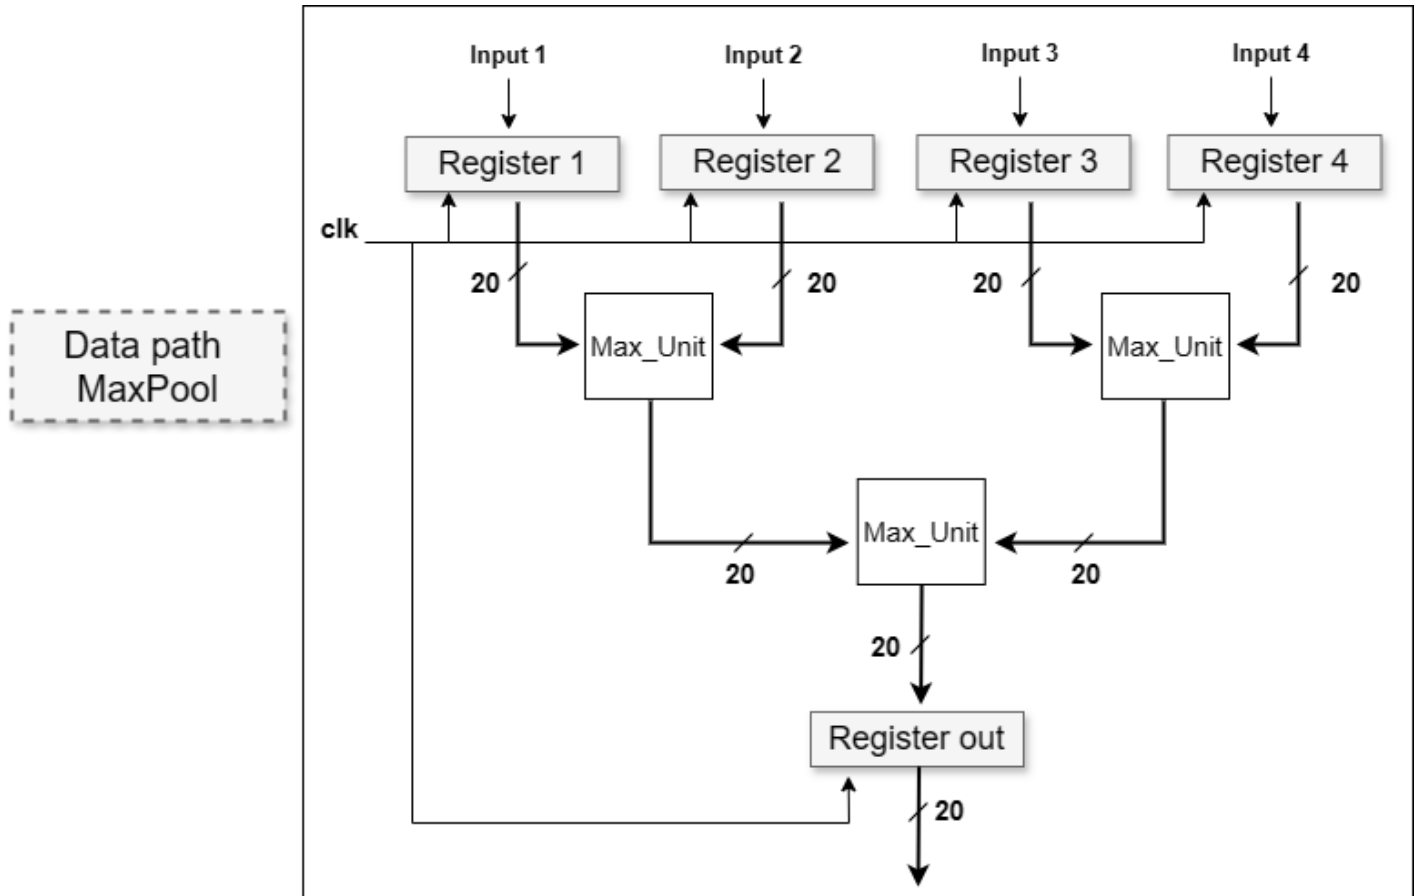 Input 1
Input 2
Input 3
Input 4
Register 1
Register 2
Register 3
Register 4
clk
20
20
20
20
Data path
MaxPool
Max_Unit
Max_Unit
Max_Unit
20
20
20
Register out
20